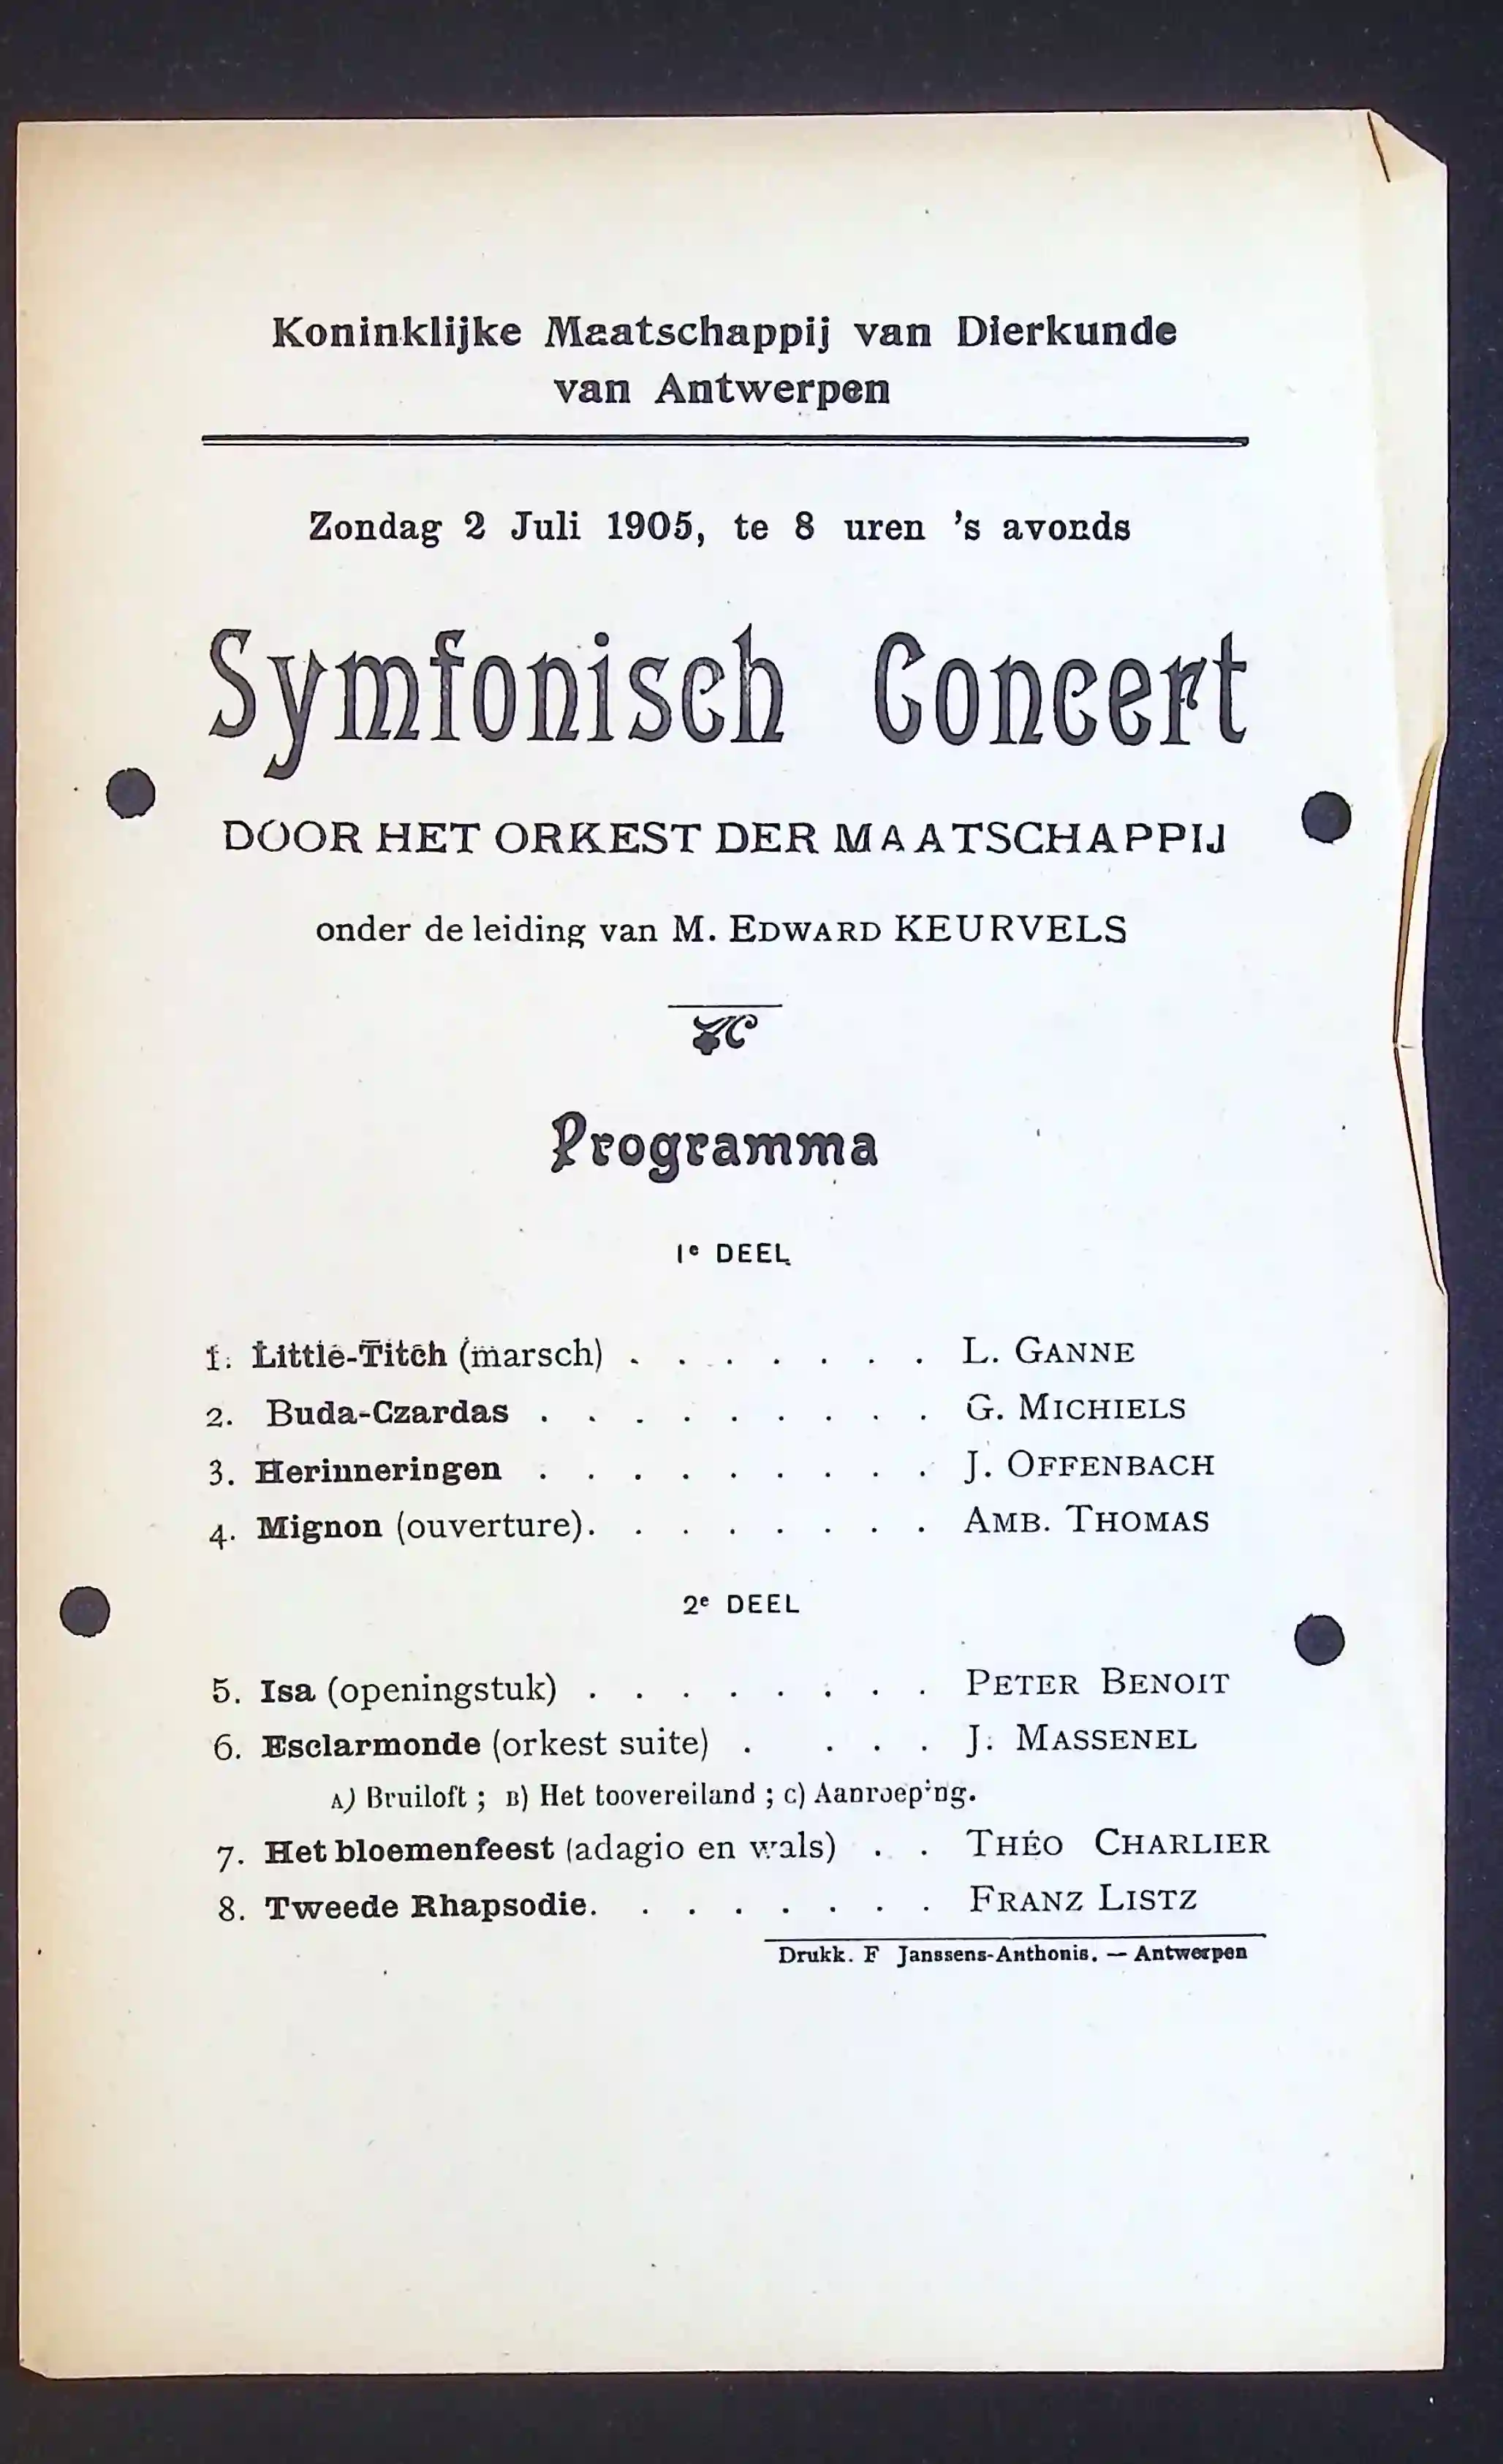 Koninklijke Maatschappij van Dierkunde
van Antwerpen
Zondag 2 Juli 1905, te 8 uren 's avonds
Symfonisch Concert
DOOR HET ORKEST DER MAATSCHAPPIJ
onder de leiding van M. EDWARD KEURVELS
Programma
1e DEEL
1. Little-Titch (marsch) . . . . . . . L. GANNE
2. Buda-Czardas . . . . . . . . . G. MICHIELS
3. Herinneringen . . . . . . . . . J. OFFENBACH
4. Mignon (ouverture). . . . . . . . AMB. THOMAS
2e DEEL
5. Isa (openingstuk) . . . . . . . . PETER BENOIT
6. Esclarmonde (orkest suite) . . . . J. MASSENEL
A) Bruiloft ; B) Het toovereiland ; C) Aanroeping.
7. Het bloemenfeest (adagio en wals) . . THÉO CHARLIER
8. Tweede Rhapsodie. . . . . . . . FRANZ LISTZ
Drukk. F Janssens-Anthonis. — Antwerpen